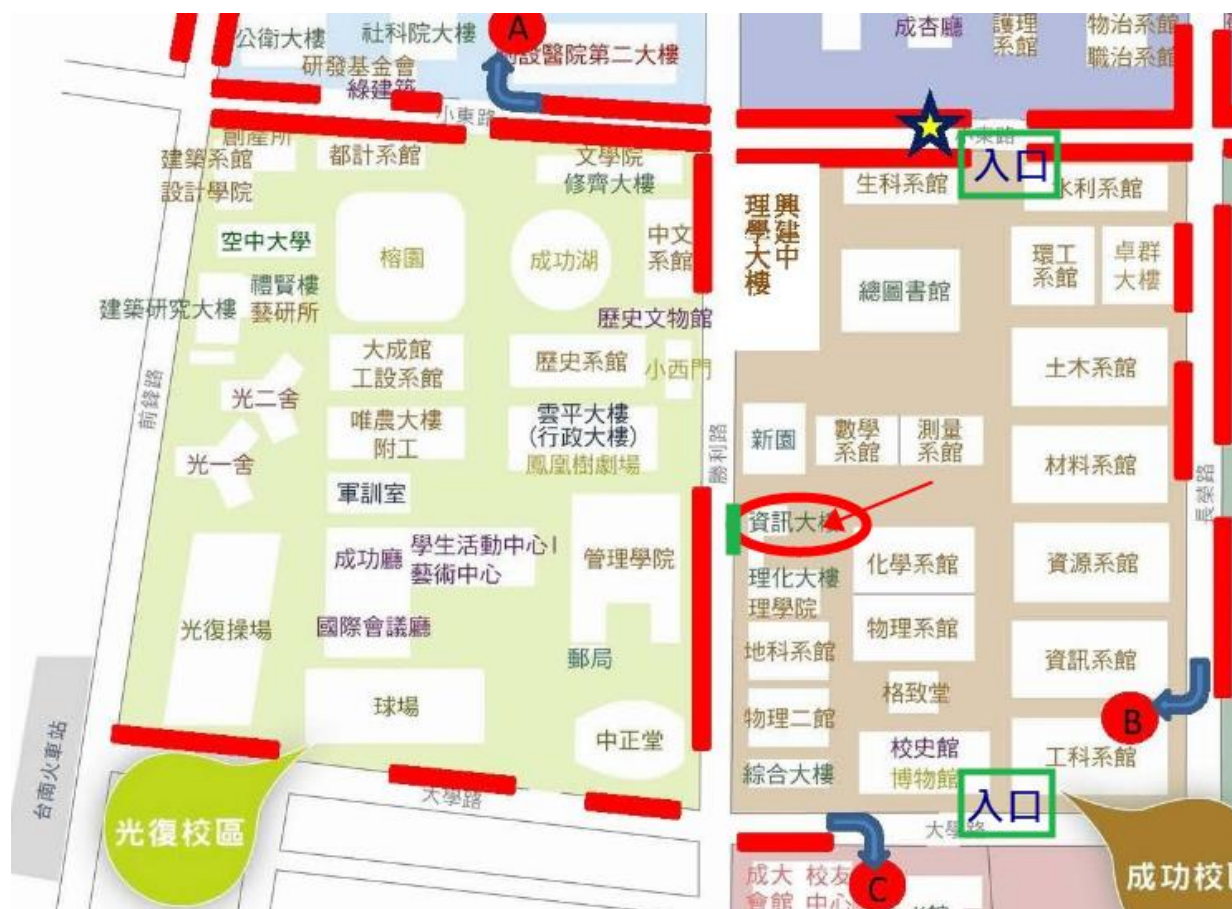 公衛大樓
社科院大樓
A
附設醫院第二大樓
研發基金會
綠建築
成杏廳
護理
系館
物治系館
職治系館
小東路
小東路
入口
創產所
建築系館
設計學院
都計系館
文學院
修齊大樓
空中大學
榕園
成功湖
中文
系館
禮賢樓
藝研所
建築研究大樓
歷史文物館
大成館
工設系館
歷史系館
小西門
光二舍
唯農大樓
附工
雲平大樓
(行政大樓)
鳳凰樹劇場
光一舍
軍訓室
成功廳
學生活動中心I
藝術中心
管理學院
光復操場
國際會議廳
郵局
球場
中正堂
前鋒路
勝利路
興建中
理學大樓
生科系館
水利系館
總圖書館
環工
系館
卓群
大樓
土木系館
新園
數學
系館
測量
系館
材料系館
資訊大樓
理化大樓
理學院
化學系館
資源系館
物理系館
地科系館
資訊系館
格致堂
物理二館
B
校史館
博物館
工科系館
綜合大樓
長榮路
入口
大學路
大學路
台南火車站
光復校區
成功校區
成大
會館
校友
中心
C